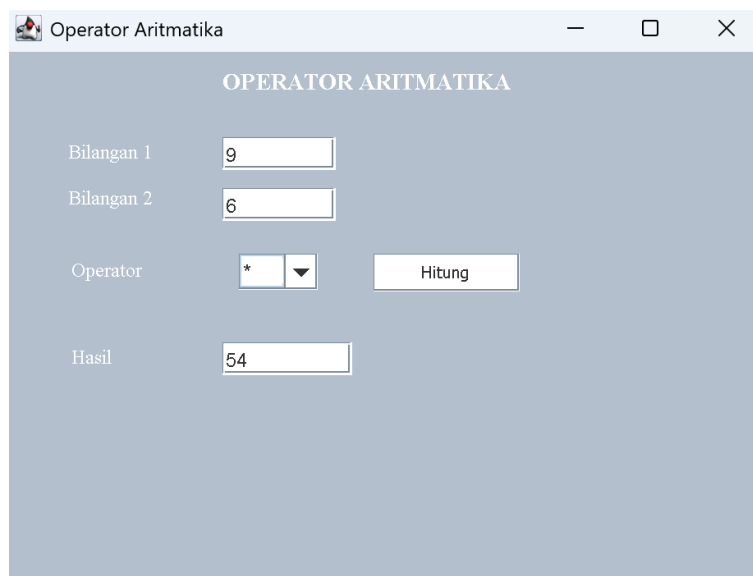 Operator Aritmatika
OPERATOR ARITMATIKA
Bilangan 1 9
Bilangan 2 6
Operator * Hitung
Hasil 54